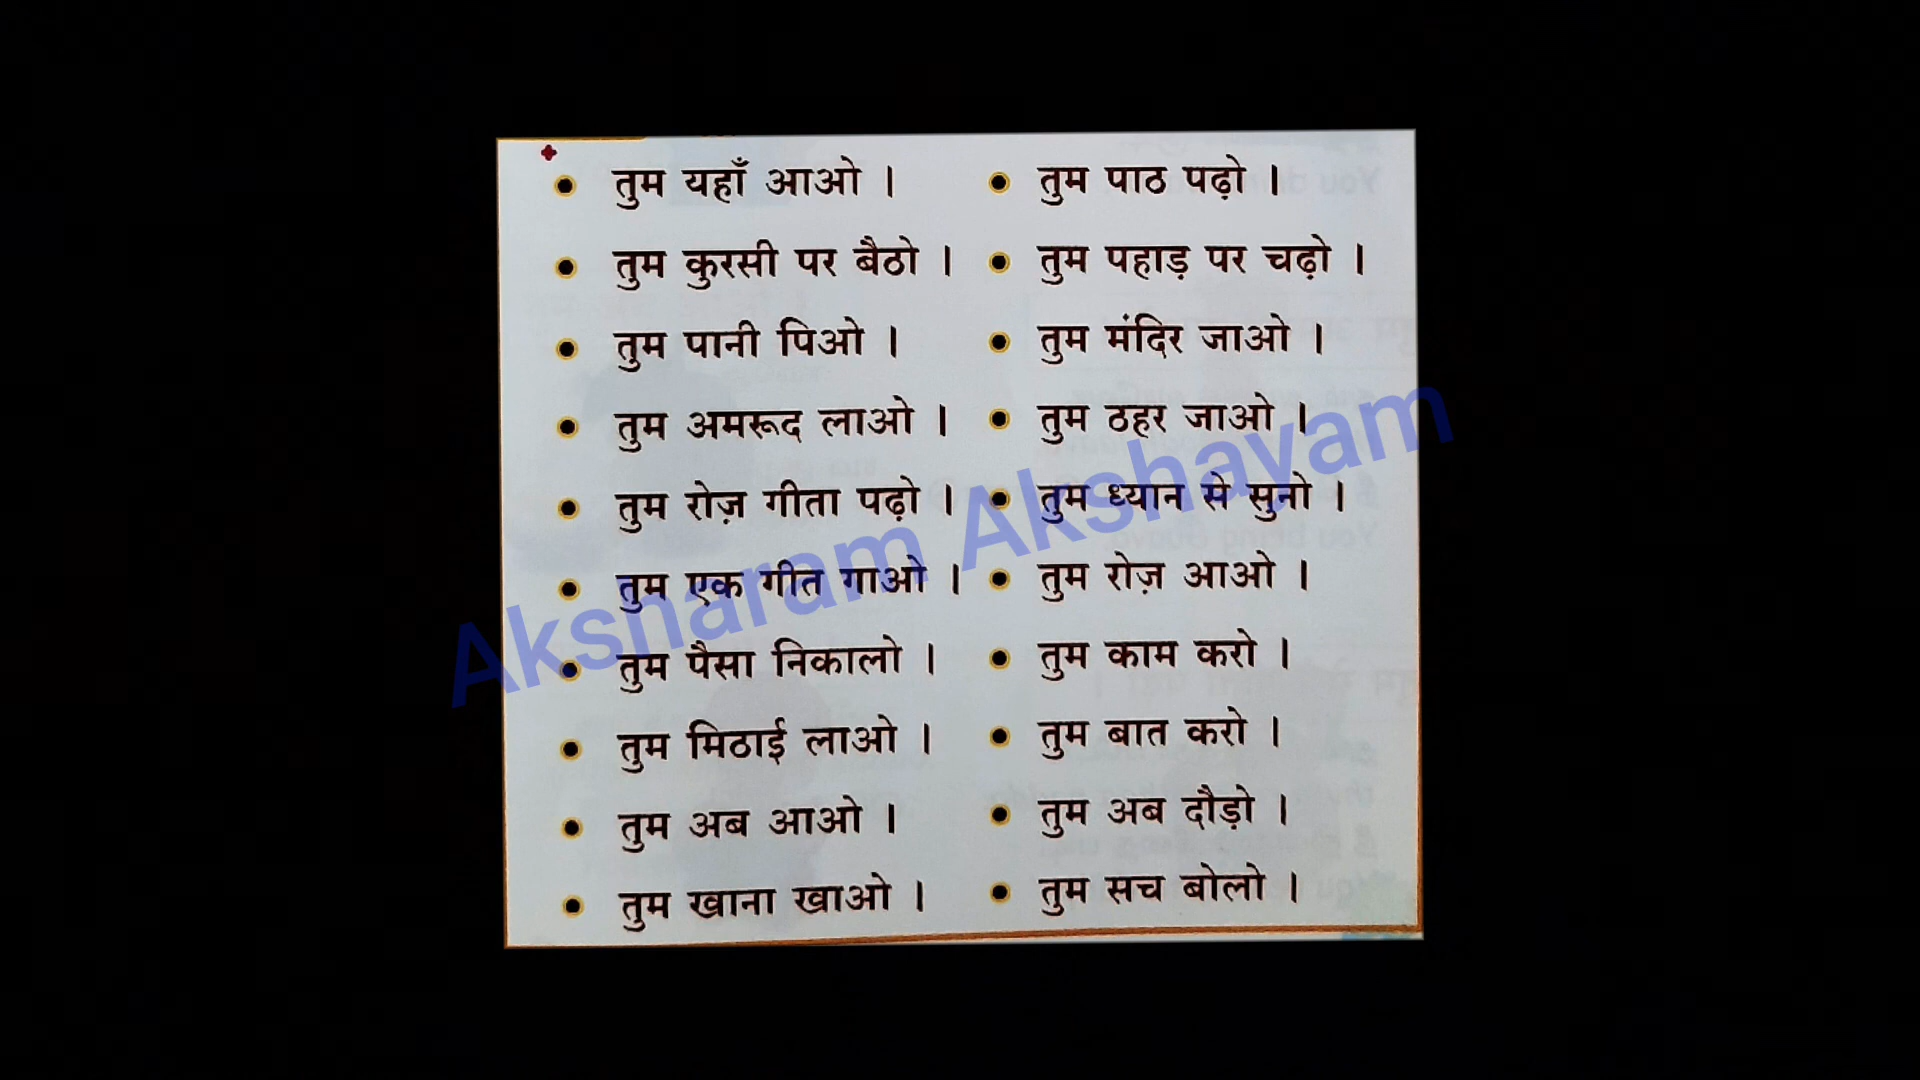 तुम यहाँ आओ ।
तुम कुरसी पर बैठो ।
तुम पानी पिओ ।
तुम अमरूद लाओ ।
तुम रोज़ गीता पढ़ो ।
तुम एक गीत गाओ ।
तुम पैसा निकालो ।
तुम मिठाई लाओ ।
तुम अब आओ ।
तुम खाना खाओ ।
तुम पाठ पढ़ो ।
तुम पहाड़ पर चढ़ो ।
तुम मंदिर जाओ ।
तुम ठहर जाओ ।
तुम ध्यान से सुनो ।
तुम रोज़ आओ ।
तुम काम करो ।
तुम बात करो ।
तुम अब दौड़ो ।
तुम सच बोलो ।
Aksharam Akshayam